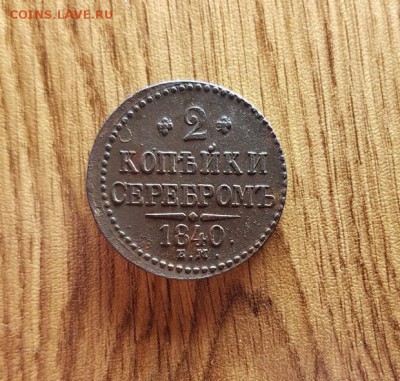 COINS.LAVE.RU
2
КОПѢЙКИ
СЕРЕБРОМЪ
1840.
Е.М.